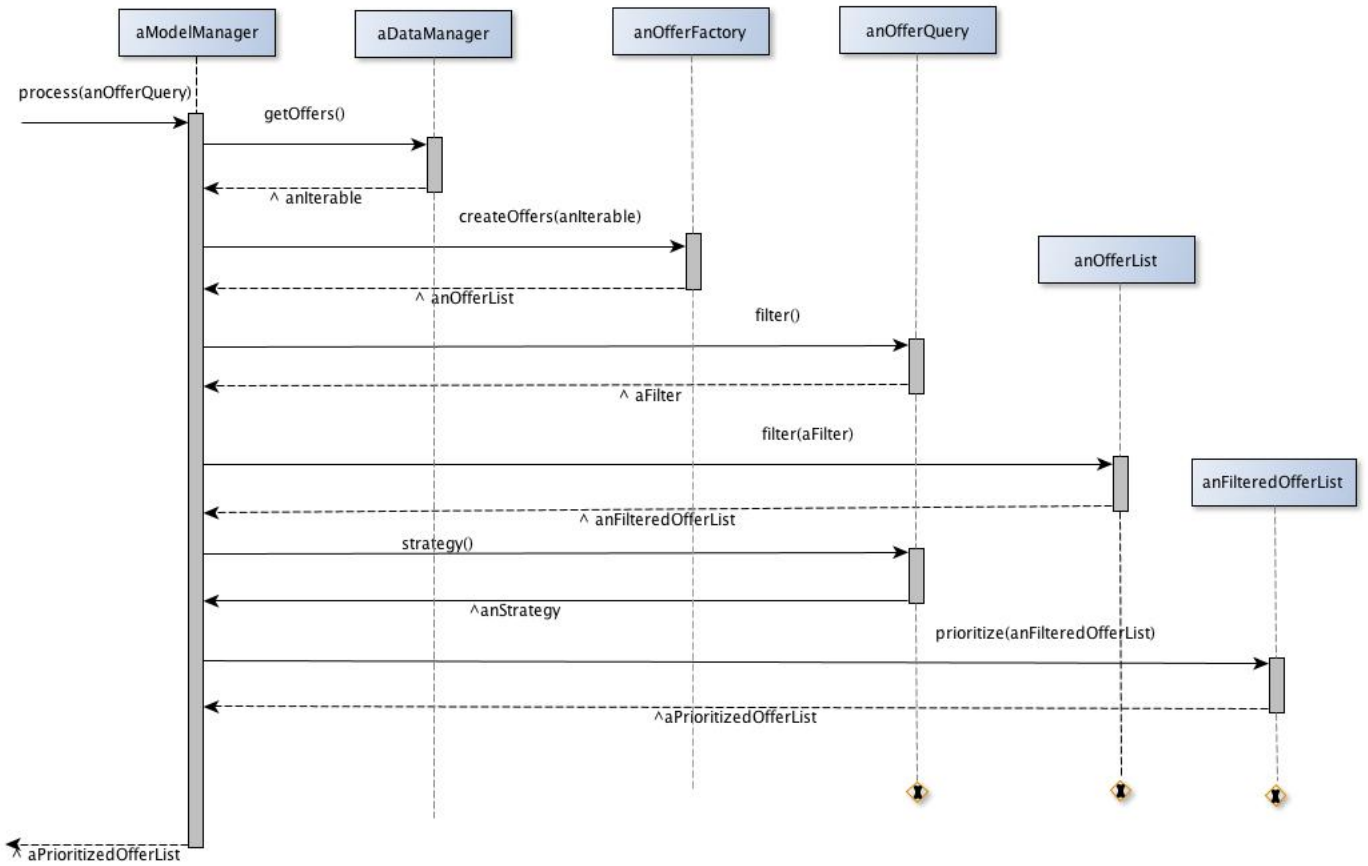 aModelManager
aDataManager
anOfferFactory
anOfferQuery
process(anOfferQuery)
getOffers()
^ anIterable
createOffers(anIterable)
anOfferList
^ anOfferList
filter()
^ aFilter
filter(aFilter)
anFilteredOfferList
^ anFilteredOfferList
strategy()
^anStrategy
prioritize(anFilteredOfferList)
^aPrioritizedOfferList
^ aPrioritizedOfferList